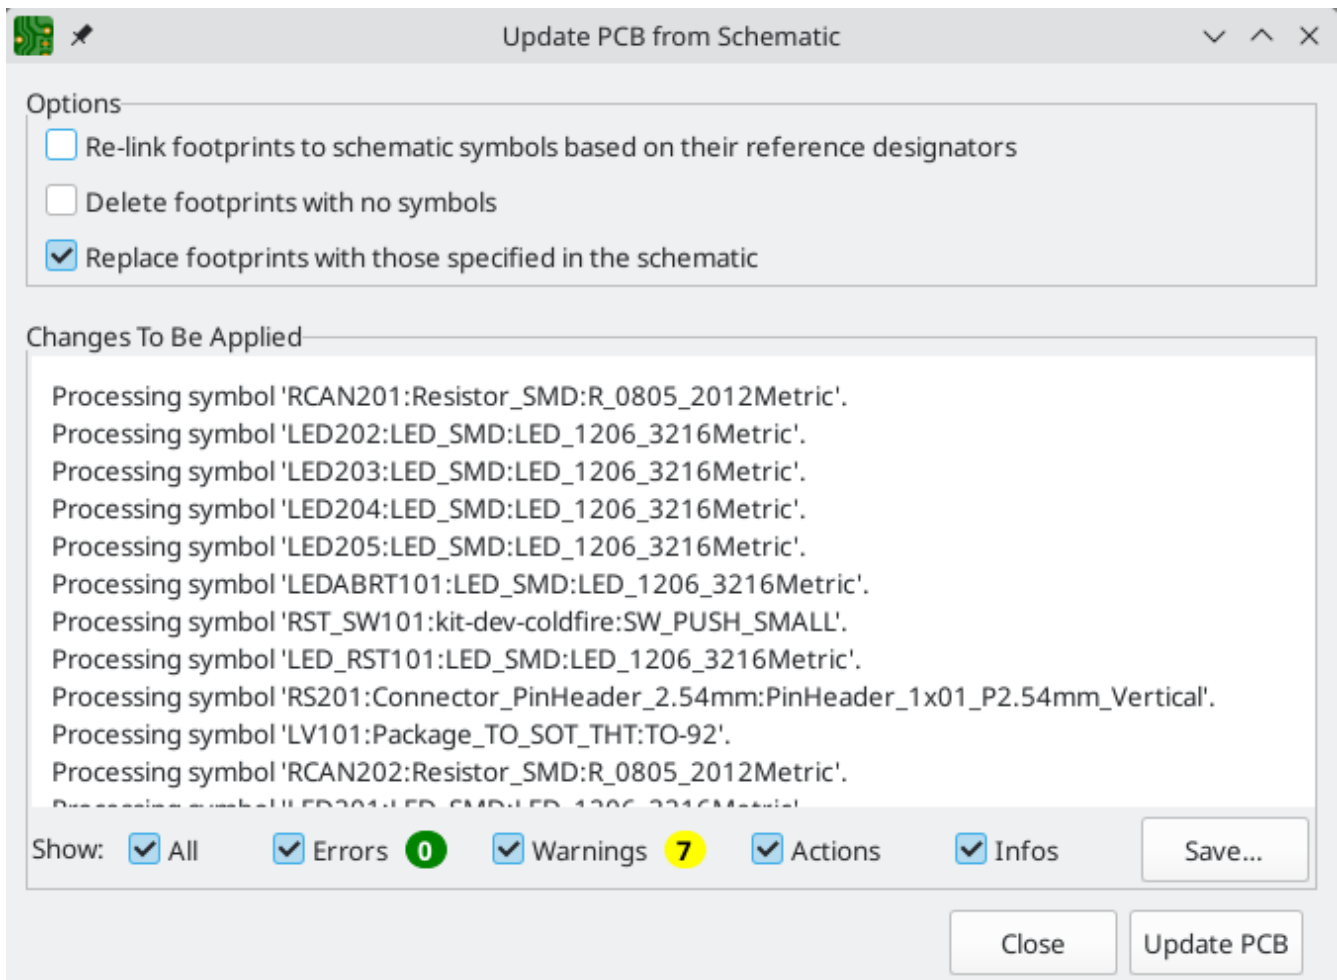 Update PCB from Schematic
Options
Re-link footprints to schematic symbols based on their reference designators
Delete footprints with no symbols
Replace footprints with those specified in the schematic
Changes To Be Applied
Processing symbol 'RCAN201:Resistor_SMD:R_0805_2012Metric'.
Processing symbol 'LED202:LED_SMD:LED_1206_3216Metric'.
Processing symbol 'LED203:LED_SMD:LED_1206_3216Metric'.
Processing symbol 'LED204:LED_SMD:LED_1206_3216Metric'.
Processing symbol 'LED205:LED_SMD:LED_1206_3216Metric'.
Processing symbol 'LEDABRT101:LED_SMD:LED_1206_3216Metric'.
Processing symbol 'RST_SW101:kit-dev-coldfire:SW_PUSH_SMALL'.
Processing symbol 'LED_RST101:LED_SMD:LED_1206_3216Metric'.
Processing symbol 'RS201:Connector_PinHeader_2.54mm:PinHeader_1x01_P2.54mm_Vertical'.
Processing symbol 'LV101:Package_TO_SOT_THT:TO-92'.
Processing symbol 'RCAN202:Resistor_SMD:R_0805_2012Metric'.
Processing symbol 'LED201:LED_SMD:LED_1206_3216Metric'.
Show: All Errors 0 Warnings 7 Actions Infos Save...
Close Update PCB